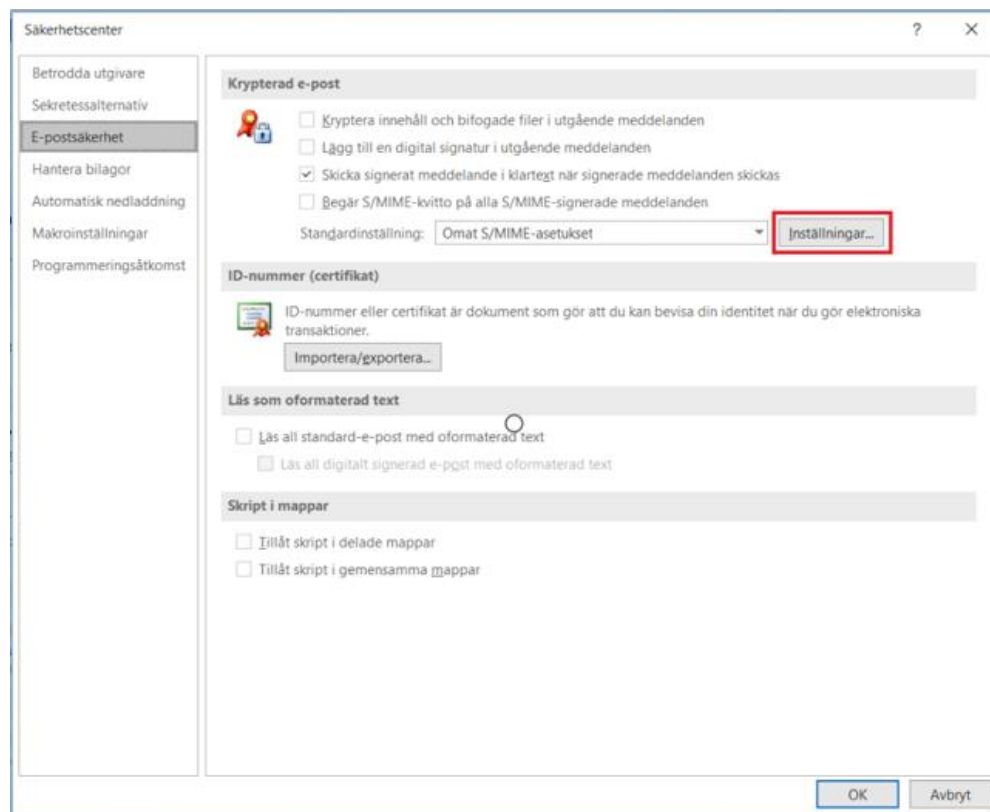 Säkerhetscenter
?
Betrodda utgivare
Sekretessalternativ
E-postsäkerhet
Hantera bilagor
Automatisk nedladdning
Makroinställningar
Programmeringsåtkomst
Krypterad e-post
Kryptera innehåll och bifogade filer i utgående meddelanden
Lägg till en digital signatur i utgående meddelanden
Skicka signerat meddelande i klartext när signerade meddelanden skickas
Begär S/MIME-kvitto på alla S/MIME-signerade meddelanden
Standardinställning: Omat S/MIME-asetukset Inställningar...
ID-nummer (certifikat)
ID-nummer eller certifikat är dokument som gör att du kan bevisa din identitet när du gör elektroniska
transaktioner.
Importera/exportera...
Läs som oformaterad text
Läs all standard-e-post med oformaterad text
Läs all digitalt signerad e-post med oformaterad text
Skript i mappar
Tillåt skript i delade mappar
Tillåt skript i gemensamma mappar
OK Avbryt